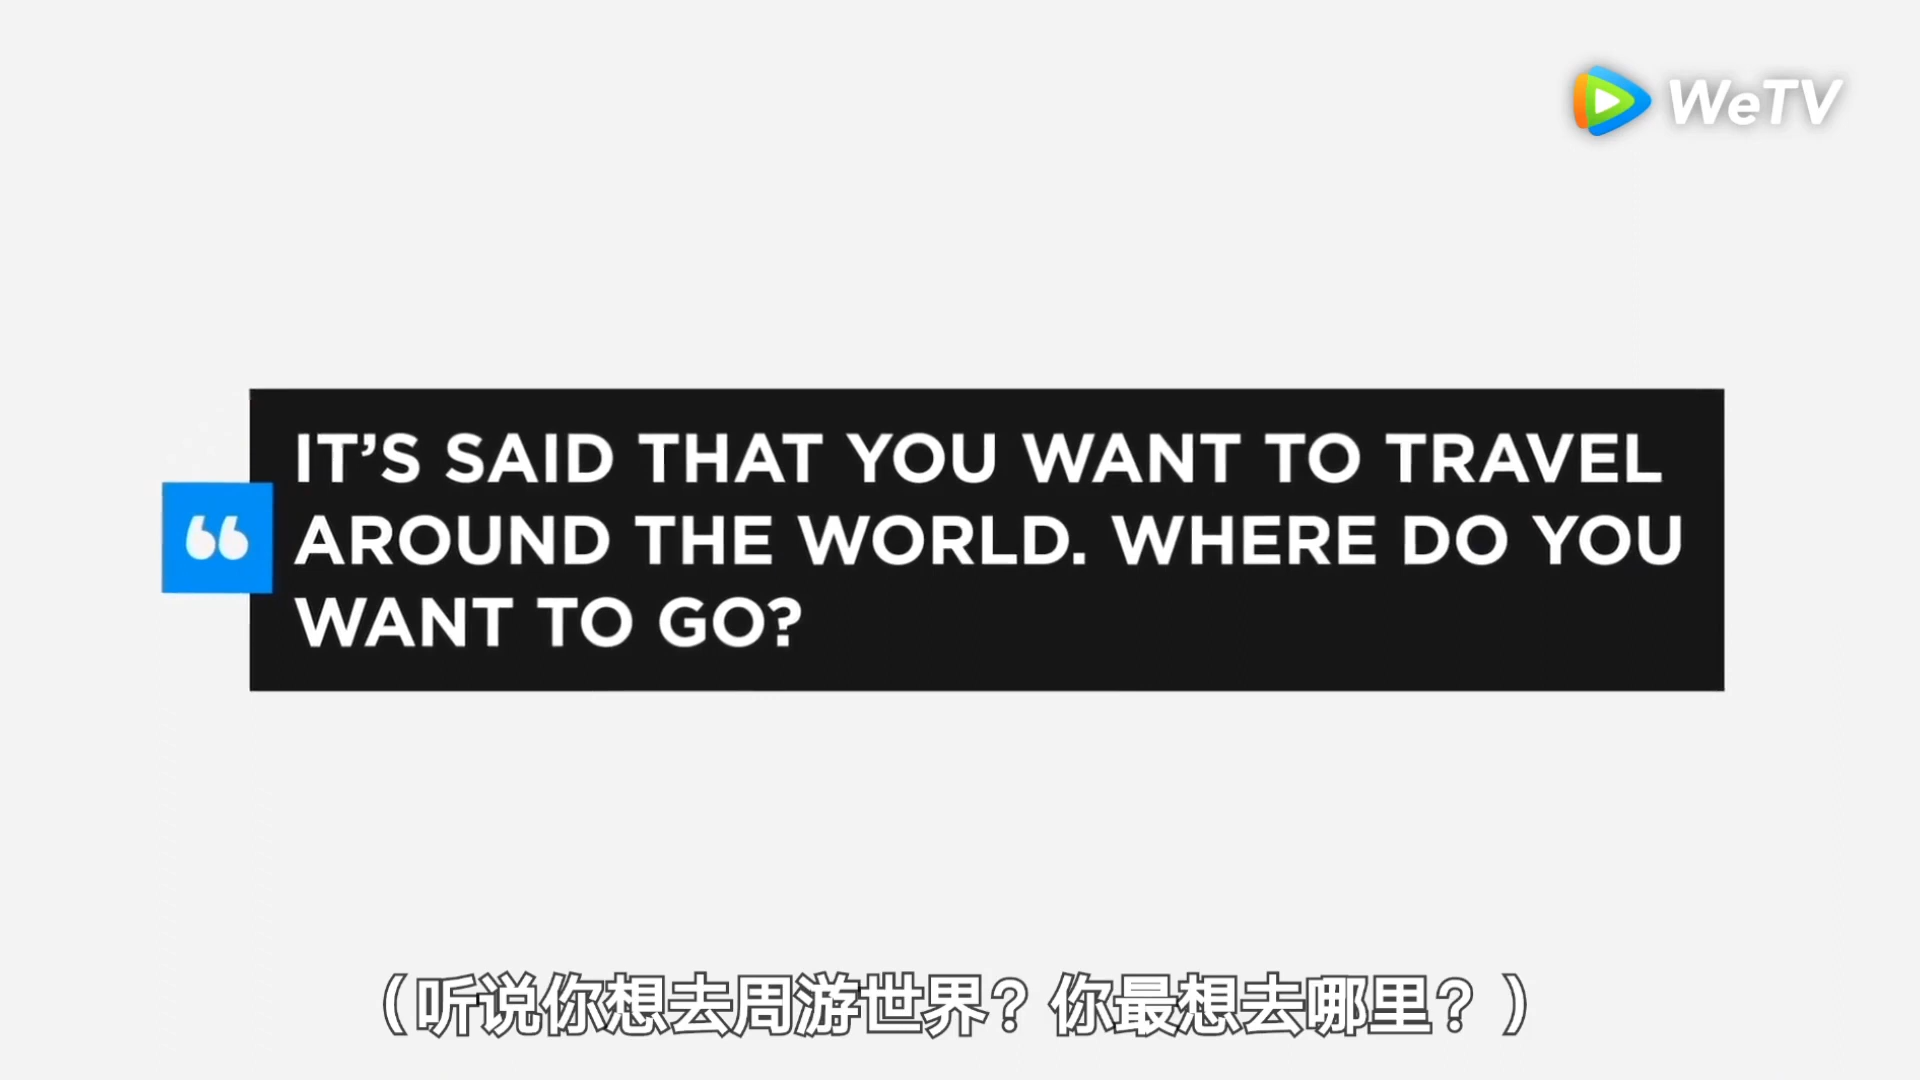 WeTV
IT’S SAID THAT YOU WANT TO TRAVEL
AROUND THE WORLD. WHERE DO YOU
WANT TO GO?
（听说你想去周游世界？你最想去哪里？）